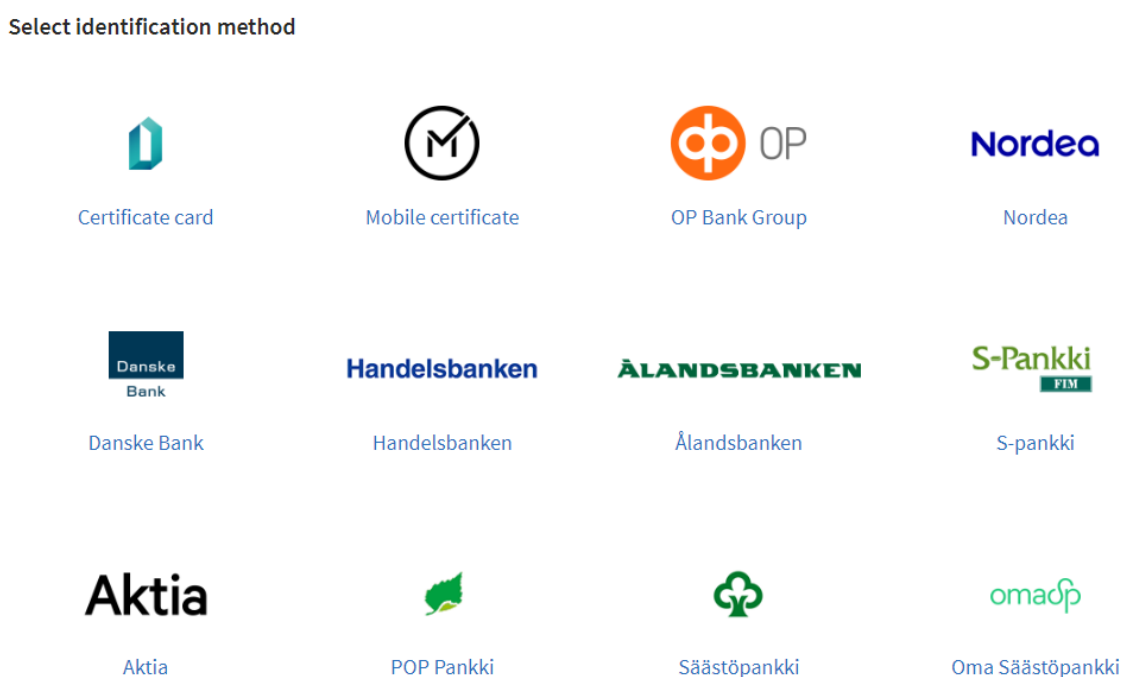 Select identification method
OP
Nordea
Certificate card
Mobile certificate
OP Bank Group
Nordea
Danske
Bank
Handelsbanken
ÅLANDSBANKEN
S-Pankki
FIM
Danske Bank
Handelsbanken
Ålandsbanken
S-pankki
Aktia
omasp
Aktia
POP Pankki
Säästöpankki
Oma Säästöpankki